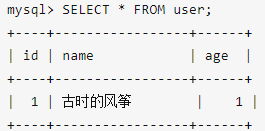 mysql> SELECT * FROM user;
+----+-----------------+------+
| id | name            | age  |
+----+-----------------+------+
|  1 | 古时的风筝      |    1 |
+----+-----------------+------+